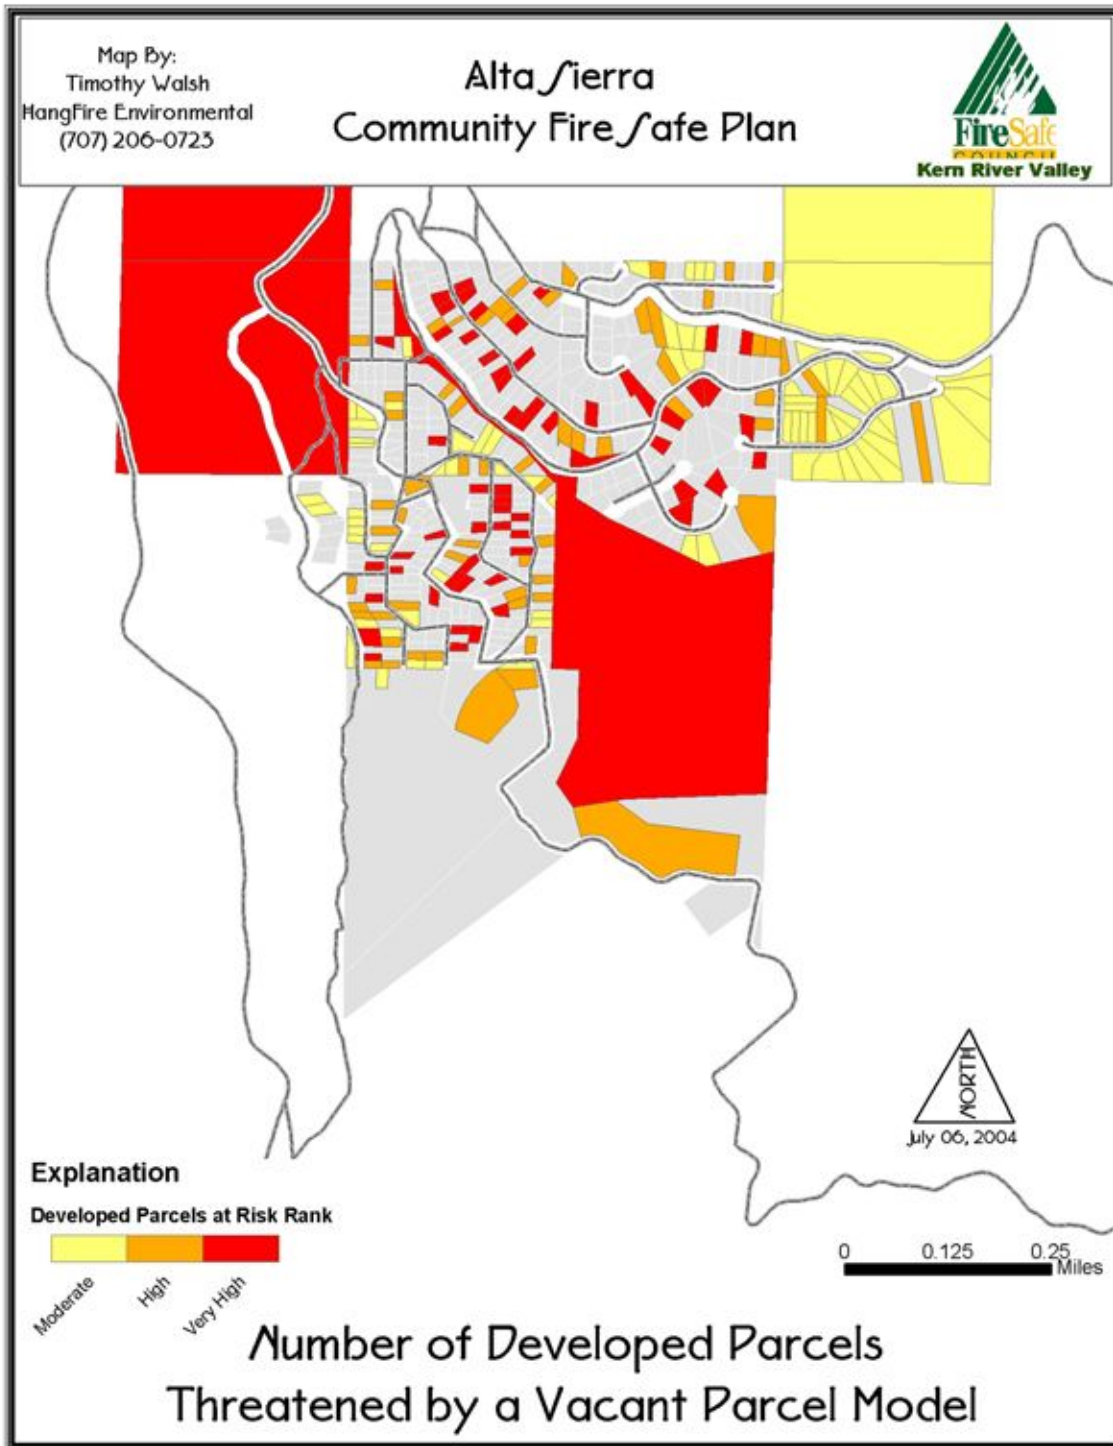 Map By:
Timothy Walsh
HangFire Environmental
(707) 206-0723
Alta Sierra
Community Fire Safe Plan
FireSafe
COUNCIL
Kern River Valley
NORTH
July 06, 2004
Explanation
Developed Parcels at Risk Rank
Moderate
High
Very High
0 0.125 0.25
Miles
Number of Developed Parcels
Threatened by a Vacant Parcel Model